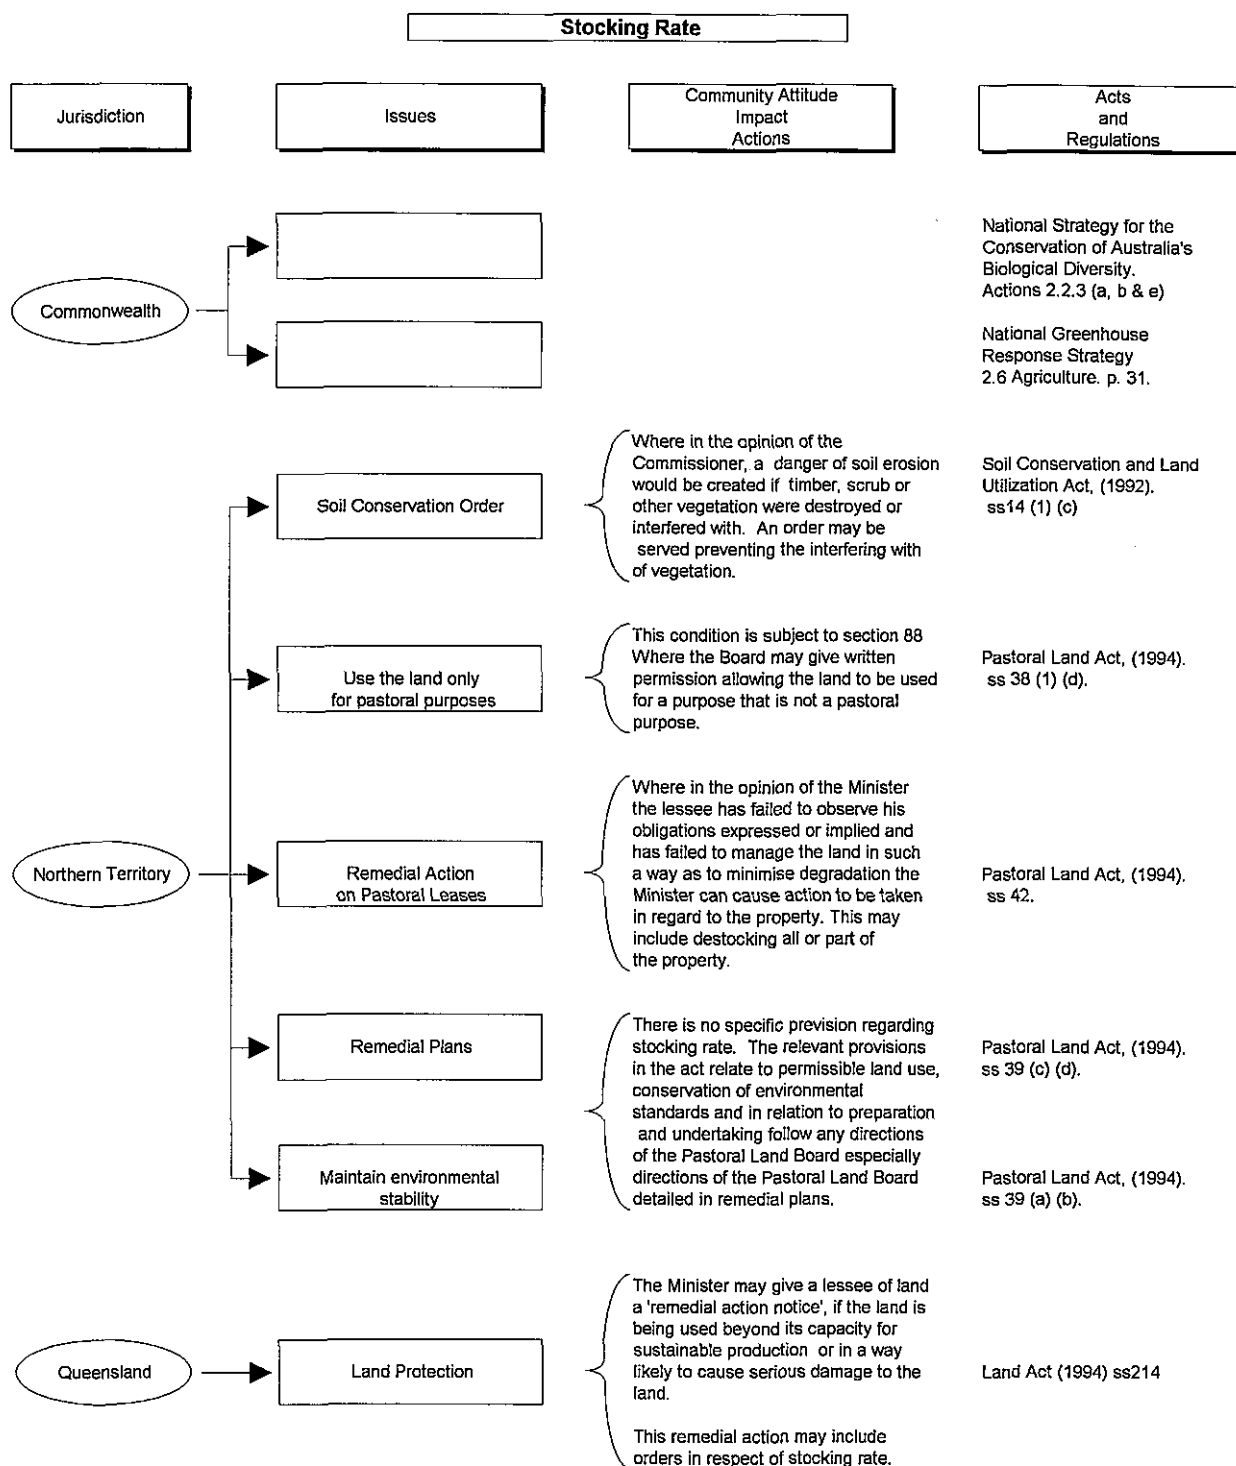 Stocking Rate
Jurisdiction
Issues
Community Attitude
Impact
Actions
Acts
and
Regulations
Commonwealth
National Strategy for the
Conservation of Australia's
Biological Diversity.
Actions 2.2.3 (a, b & e)
National Greenhouse
Response Strategy
2.6 Agriculture. p. 31.
Northern Territory
Soil Conservation Order
Where in the opinion of the
Commissioner, a danger of soil erosion
would be created if timber, scrub or
other vegetation were destroyed or
interfered with. An order may be
served preventing the interfering with
of vegetation.
Soil Conservation and Land
Utilization Act, (1992).
ss14 (1) (c)
Use the land only
for pastoral purposes
This condition is subject to section 88
Where the Board may give written
permission allowing the land to be used
for a purpose that is not a pastoral
purpose.
Pastoral Land Act, (1994).
ss 38 (1) (d).
Remedial Action
on Pastoral Leases
Where in the opinion of the Minister
the lessee has failed to observe his
obligations expressed or implied and
has failed to manage the land in such
a way as to minimise degradation the
Minister can cause action to be taken
in regard to the property. This may
include destocking all or part of
the property.
Pastoral Land Act, (1994).
ss 42.
Remedial Plans
Maintain environmental
stability
There is no specific prevision regarding
stocking rate. The relevant provisions
in the act relate to permissible land use,
conservation of environmental
standards and in relation to preparation
and undertaking follow any directions
of the Pastoral Land Board especially
directions of the Pastoral Land Board
detailed in remedial plans.
Pastoral Land Act, (1994).
ss 39 (c) (d).
Pastoral Land Act, (1994).
ss 39 (a) (b).
Queensland
Land Protection
The Minister may give a lessee of land
a 'remedial action notice', if the land is
being used beyond its capacity for
sustainable production or in a way
likely to cause serious damage to the
land.
This remedial action may include
orders in respect of stocking rate.
Land Act (1994) ss214